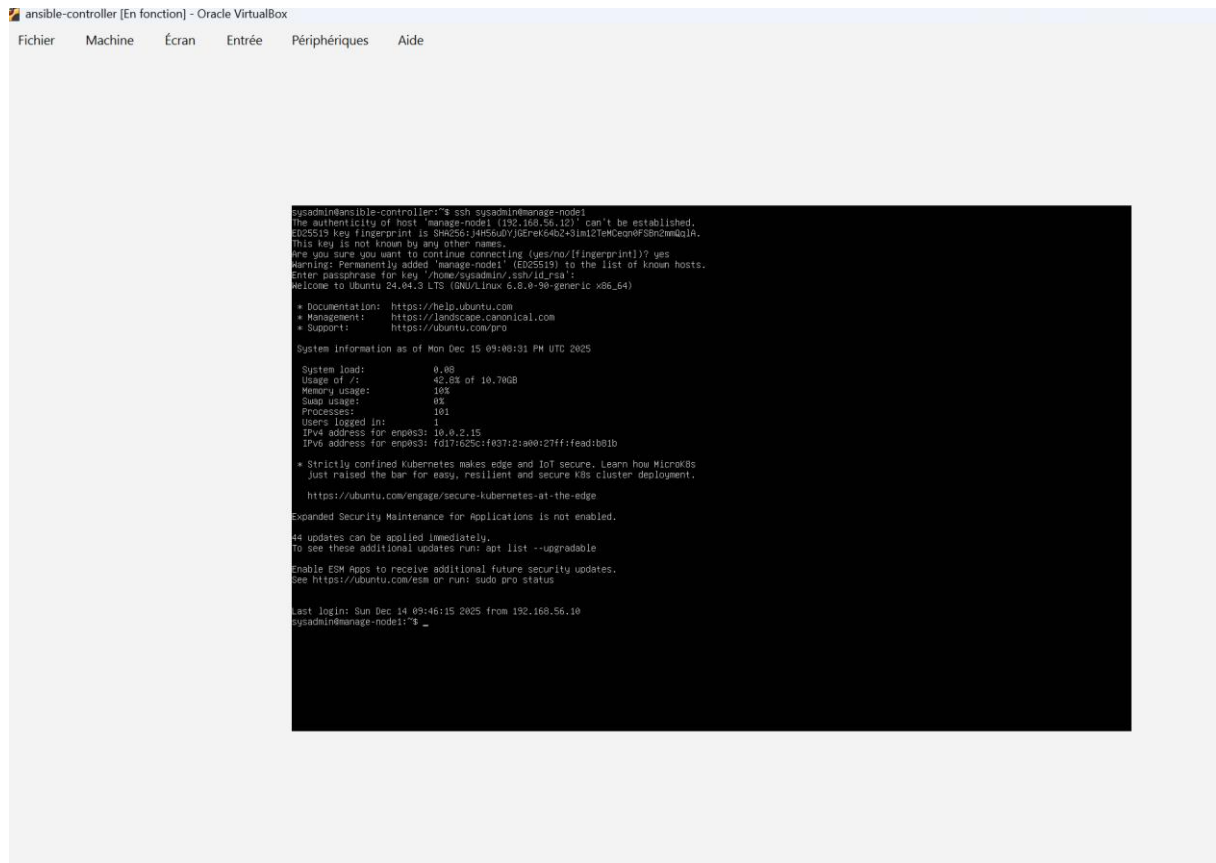 ansible-controller [En fonction] - Oracle VirtualBox
Fichier Machine Écran Entrée Périphériques Aide
sysadmin@ansible-controller:~$ ssh sysadmin@manage-node1
The authenticity of host 'manage-node1 (192.168.56.12)' can't be established.
ED25519 key fingerprint is
This key is not known by any other names.
Are you sure you want to continue connecting (yes/no/[fingerprint])? yes
Warning: Permanently added 'manage-node1' (ED25519) to the list of known hosts.
Enter passphrase for key '/home/sysadmin/.ssh/id_rsa':
Welcome to Ubuntu 24.04.3 LTS (GNU/Linux 6.8.0-90-generic x86_64)
* Documentation: https://help.ubuntu.com
* Management: https://landscape.canonical.com
* Support: https://ubuntu.com/pro
System information as of Mon Dec 15 09:08:31 PM UTC 2025
System load: 0.08
Usage of /: 42.8% of 10.70GB
Memory usage: 10%
Swap usage: 0%
Processes: 101
Users logged in: 1
IPv4 address for enp0s3: 10.0.2.15
IPv6 address for enp0s3: fd17:625c:f037:2:a00:27ff:fead:b81b
* Strictly confined Kubernetes makes edge and IoT secure. Learn how MicroK8s
just raised the bar for easy, resilient and secure K8s cluster deployment.
https://ubuntu.com/engage/secure-kubernetes-at-the-edge
Expanded Security Maintenance for Applications is not enabled.
44 updates can be applied immediately.
To see these additional updates run: apt list --upgradable
Enable ESM Apps to receive additional future security updates.
See https://ubuntu.com/esm or run: sudo pro status
Last login: Sun Dec 14 09:46:15 2025 from 192.168.56.10
sysadmin@manage-node1:~$ _